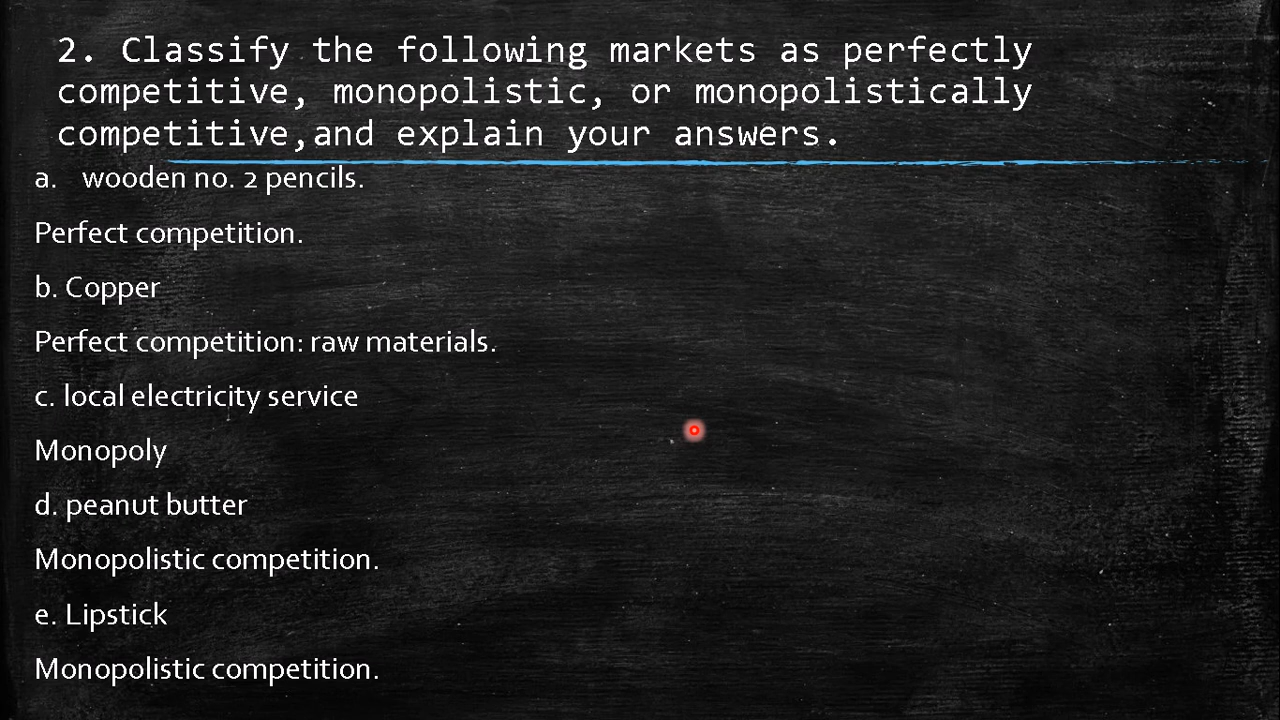 2. Classify the following markets as perfectly
competitive, monopolistic, or monopolistically
competitive,and explain your answers.
a. wooden no. 2 pencils.
Perfect competition.
b. Copper
Perfect competition: raw materials.
c. local electricity service
Monopoly
d. peanut butter
Monopolistic competition.
e. Lipstick
Monopolistic competition.